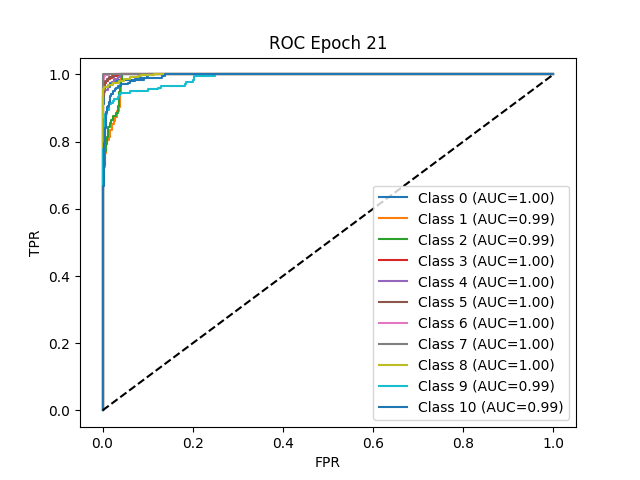 ROC Epoch 21
TPR
1.0
0.8
0.6
0.4
0.2
0.0
Class 0 (AUC=1.00)
Class 1 (AUC=0.99)
Class 2 (AUC=0.99)
Class 3 (AUC=1.00)
Class 4 (AUC=1.00)
Class 5 (AUC=1.00)
Class 6 (AUC=1.00)
Class 7 (AUC=1.00)
Class 8 (AUC=1.00)
Class 9 (AUC=0.99)
Class 10 (AUC=0.99)
0.0 0.2 0.4 0.6 0.8 1.0
FPR